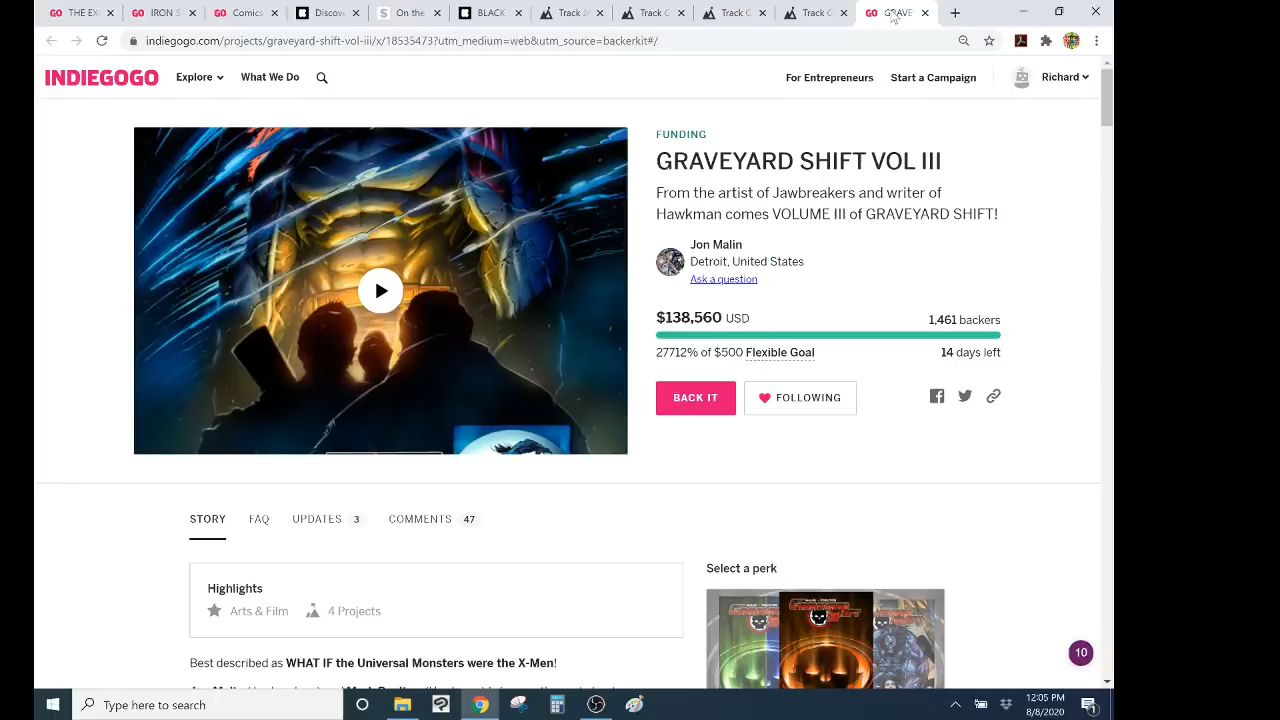 THE EX
IRON S
Comics
Discov
On the
BLACK
Track J
Track G
Track G
Track G
GRAVE
indiegogo.com/projects/graveyard-shift-vol-iii/x/18535473?utm_medium=web&utm_source=backerkit#/
INDIEGOGO
Explore
What We Do
For Entrepreneurs
Start a Campaign
Richard
FUNDING
GRAVEYARD SHIFT VOL III
From the artist of Jawbreakers and writer of
Hawkman comes VOLUME III of GRAVEYARD SHIFT!
Jon Malin
Detroit, United States
Ask a question
$138,560 USD
1,461 backers
27712% of $500 Flexible Goal
14 days left
BACK IT
FOLLOWING
STORY
FAQ
UPDATES 3
COMMENTS 47
Highlights
Arts & Film
4 Projects
Select a perk
Best described as WHAT IF the Universal Monsters were the X-Men!
10
Type here to search
12:05 PM
8/8/2020